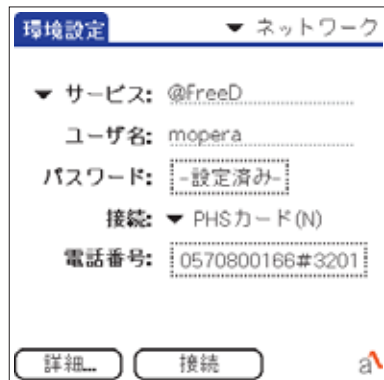 環境設定 ▼ ネットワーク
▼ サービス: @FreeD
ユーザ名: mopera
パスワード: -設定済み-
接続: ▼ PHSカード(N)
電話番号: 0570800166#3201
詳細... 接続 a